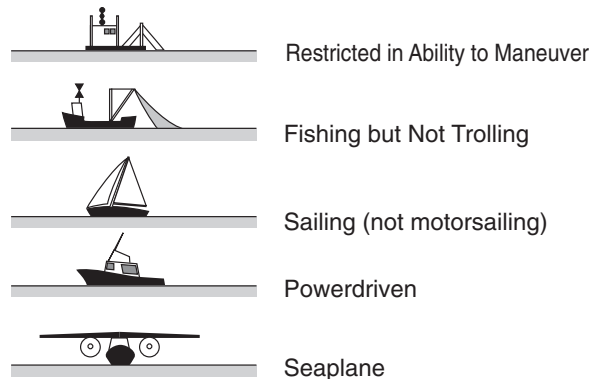 Restricted in Ability to Maneuver
Fishing but Not Trolling
Sailing (not motorsailing)
Powerdriven
Seaplane